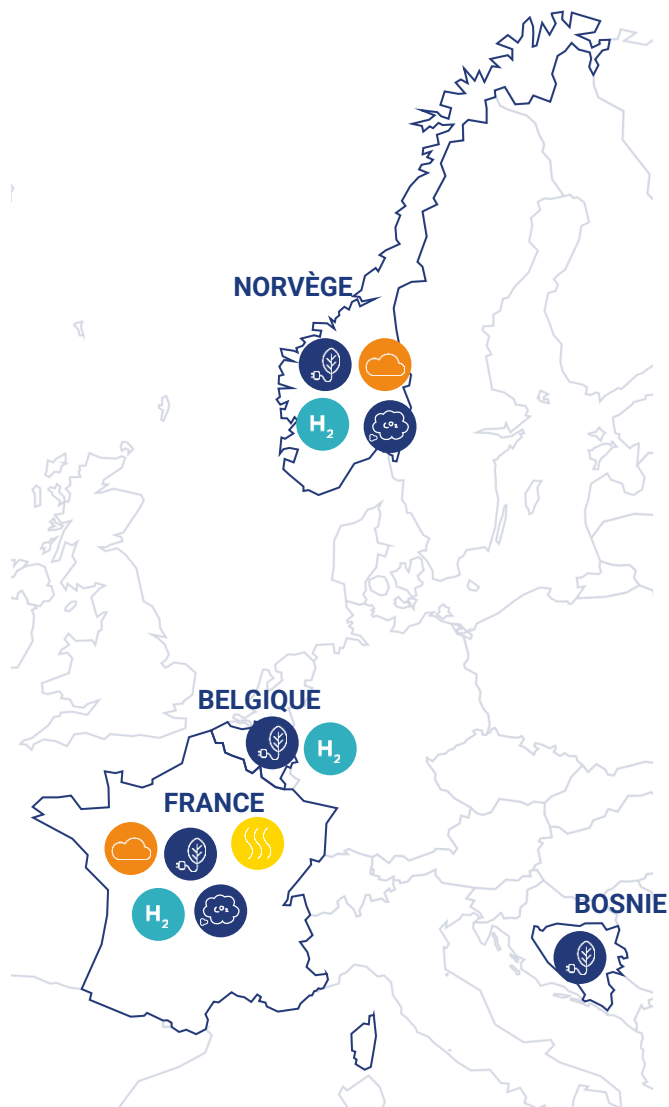 NORVÈGE
H₂
CO₂
BELGIQUE
H₂
FRANCE
H₂
CO₂
BOSNIE